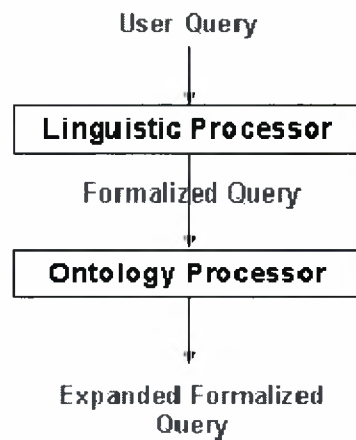 User Query
Linguistic Processor
Formalized Query
Ontology Processor
Expanded Formalized
Query